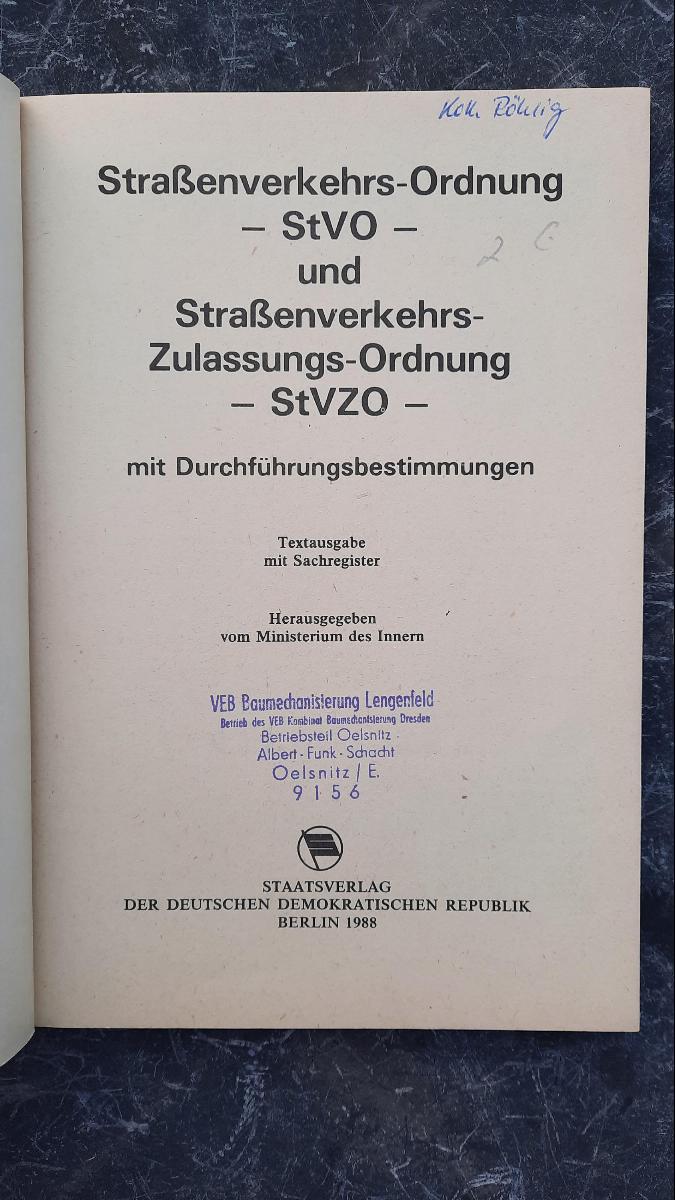 Koll. Röhlig
Straßenverkehrs-Ordnung
– StVO –
und
Straßenverkehrs-
Zulassungs-Ordnung
– StVZO –
2 €
mit Durchführungsbestimmungen
Textausgabe
mit Sachregister
Herausgegeben
vom Ministerium des Innern
VEB Baumechanisierung Lengenfeld
Betrieb des VEB Kombinat Baumechanisierung Dresden
Betriebsteil Oelsnitz
Albert-Funk-Schacht
Oelsnitz / E.
9156
STAATSVERLAG
DER DEUTSCHEN DEMOKRATISCHEN REPUBLIK
BERLIN 1988